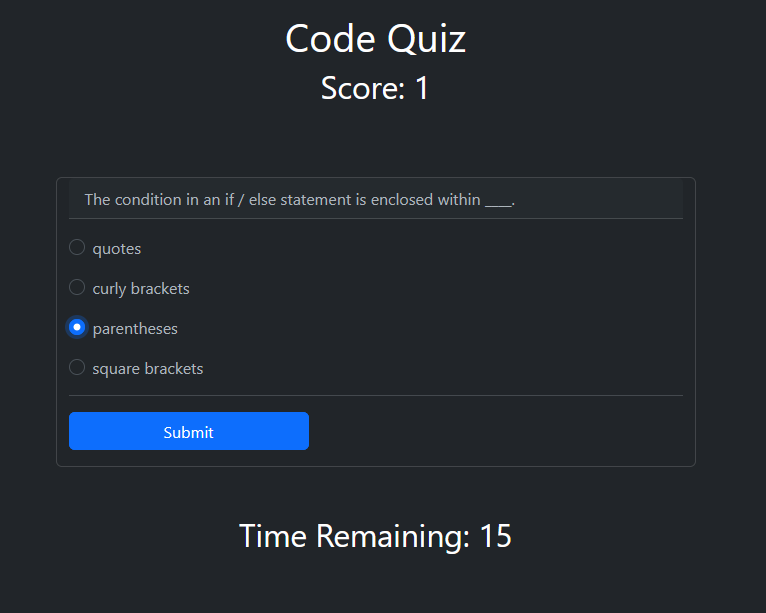 Code Quiz
Score: 1
The condition in an if / else statement is enclosed within ____.
quotes
curly brackets
parentheses
square brackets
Submit
Time Remaining: 15